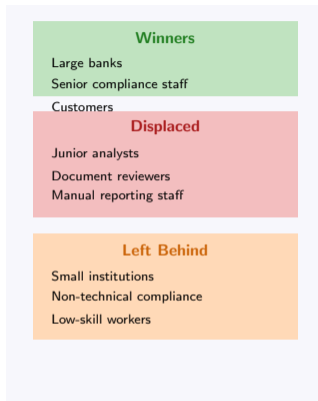 Winners
Large banks
Senior compliance staff
Customers
Displaced
Junior analysts
Document reviewers
Manual reporting staff
Left Behind
Small institutions
Non-technical compliance
Low-skill workers